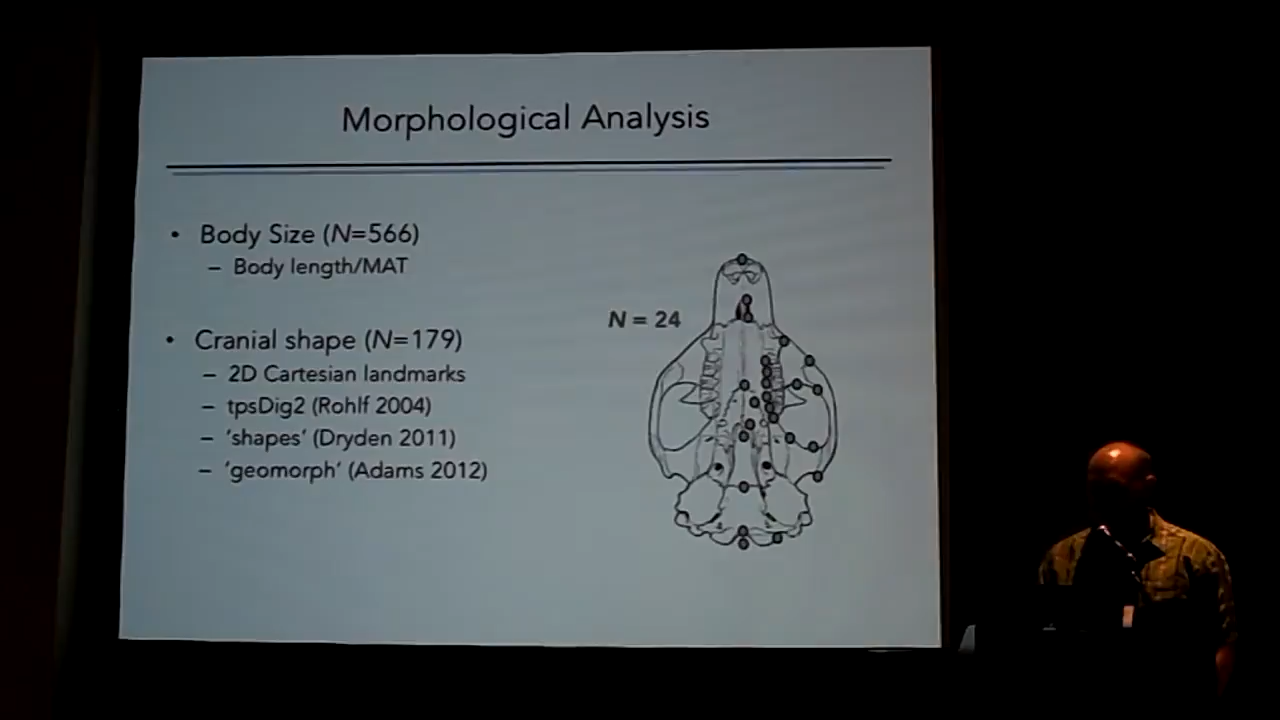 Morphological Analysis
• Body Size (N=566)
– Body length/MAT
• Cranial shape (N=179)
– 2D Cartesian landmarks
– tpsDig2 (Rohlf 2004)
– 'shapes' (Dryden 2011)
– 'geomorph' (Adams 2012)
N = 24